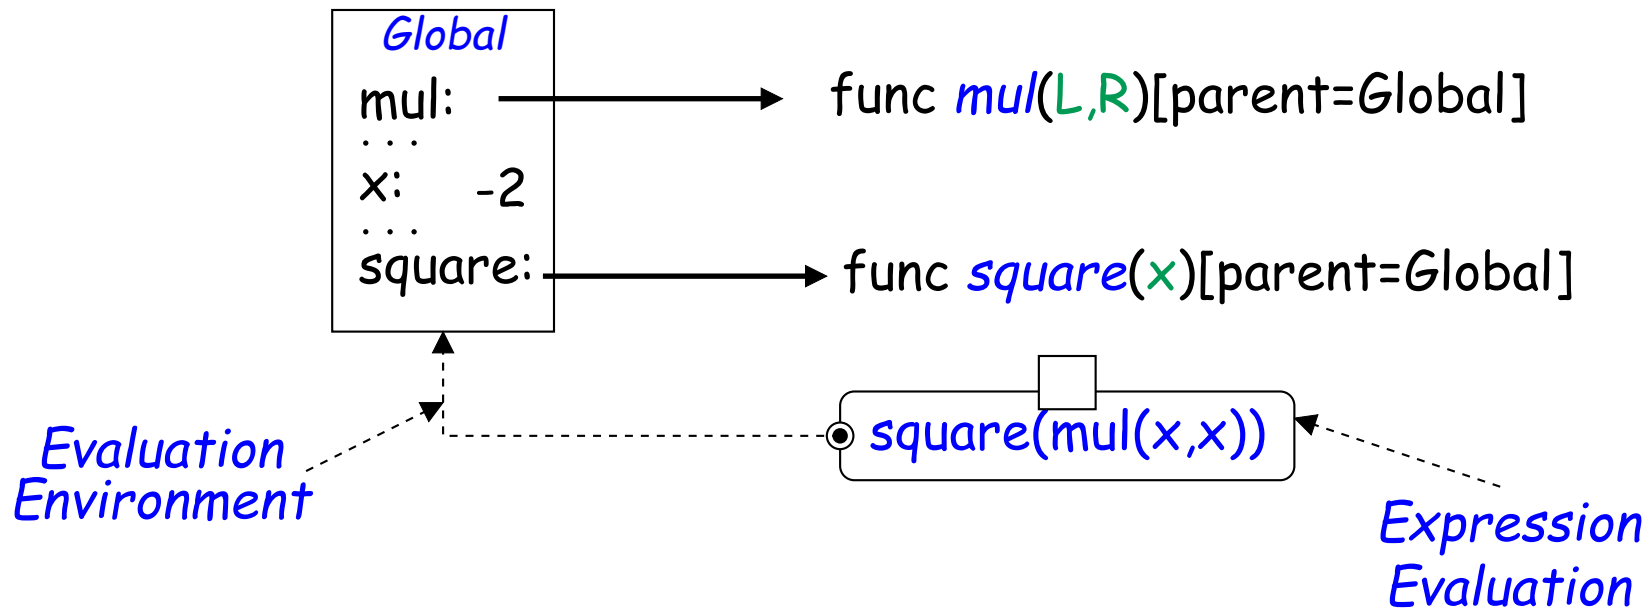 Global
mul:
func mul(L,R)[parent=Global]
. . .
x: -2
. . .
square:
func square(x)[parent=Global]
square(mul(x,x))
Evaluation
Environment
Expression
Evaluation